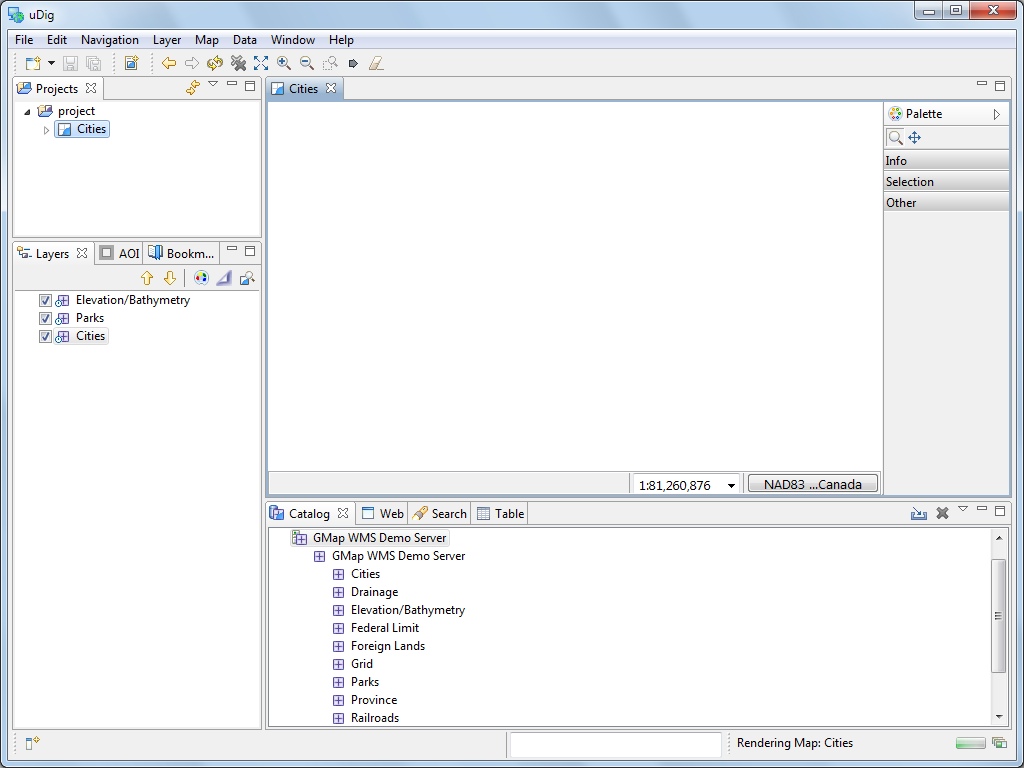 uDig
File Edit Navigation Layer Map Data Window Help
Projects
project
Cities
Layers AOI Bookm...
Elevation/Bathymetry
Parks
Cities
Cities
Palette
Info
Selection
Other
1:81,260,876 NAD83 ...Canada
Catalog Web Search Table
GMap WMS Demo Server
GMap WMS Demo Server
Cities
Drainage
Elevation/Bathymetry
Federal Limit
Foreign Lands
Grid
Parks
Province
Railroads
Rendering Map: Cities